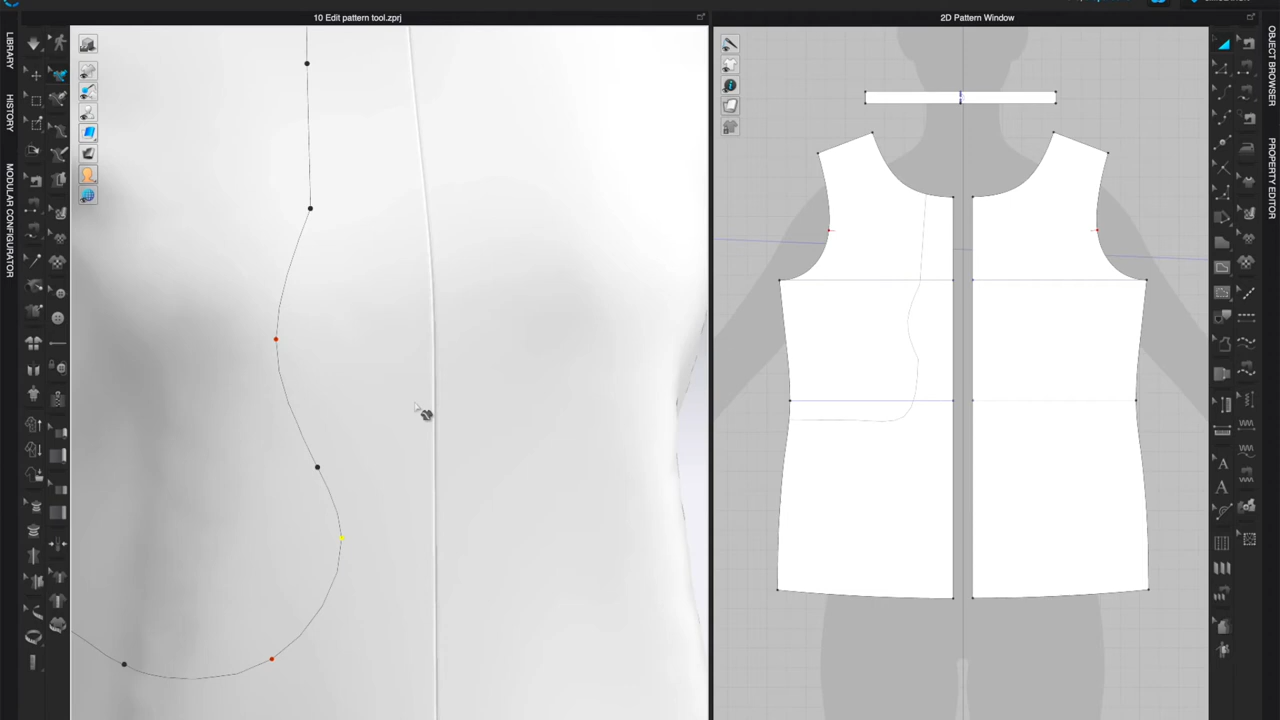 10 Edit pattern tool.zprj
2D Pattern Window
LIBRARY
HISTORY
MODULAR CONFIGURATOR
OBJECT BROWSER
PROPERTY EDITOR